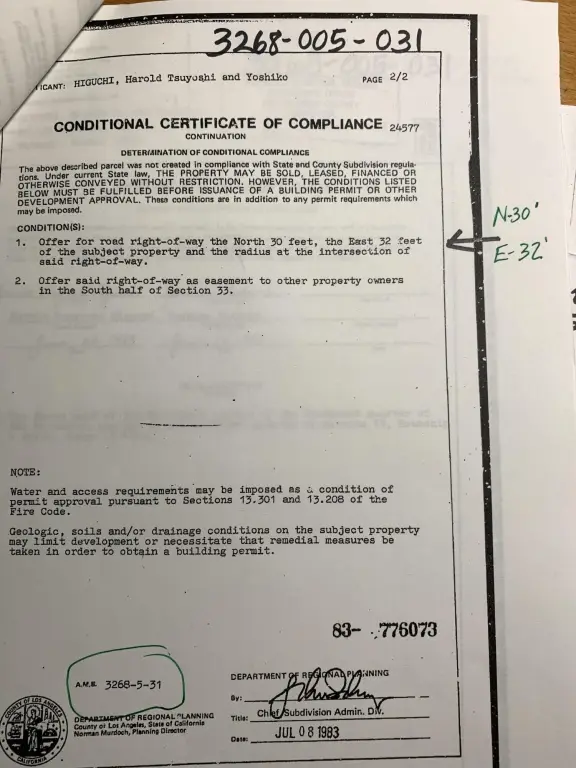 3268-005-031
ICANT: HIGUCHI, Harold Tsuyoshi and Yoshiko PAGE 2/2
CONDITIONAL CERTIFICATE OF COMPLIANCE 24577
CONTINUATION
DETERMINATION OF CONDITIONAL COMPLIANCE
The above described parcel was not created in compliance with State and County Subdivision regula-
tions. Under current State law, THE PROPERTY MAY BE SOLD, LEASED, FINANCED OR
OTHERWISE CONVEYED WITHOUT RESTRICTION. HOWEVER, THE CONDITIONS LISTED
BELOW MUST BE FULFILLED BEFORE ISSUANCE OF A BUILDING PERMIT OR OTHER
DEVELOPMENT APPROVAL. These conditions are in addition to any permit requirements which
may be imposed.
CONDITION(S):
1. Offer for road right-of-way the North 30 feet, the East 32 feet
of the subject property and the radius at the intersection of
said right-of-way.
N-30'
E-32'
2. Offer said right-of-way as easement to other property owners
in the South half of Section 33.
NOTE:
Water and access requirements may be imposed as a condition of
permit approval pursuant to Sections 13.301 and 13.208 of the
Fire Code.
Geologic, soils and/or drainage conditions on the subject property
may limit development or necessitate that remedial measures be
taken in order to obtain a building permit.
83- 776073
A.M.B. 3268-5-31
DEPARTMENT OF REGIONAL PLANNING
County of Los Angeles, State of California
Norman Murdoch, Planning Director
DEPARTMENT OF REGIONAL PLANNING
By:
Title: Chief, Subdivision Admin. Div.
Date: JUL 08 1983